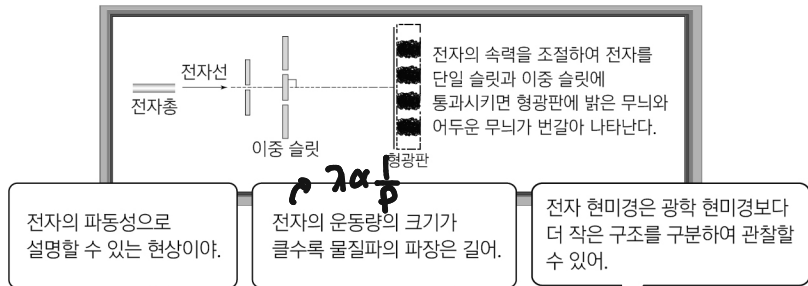 전자의 속력을 조절하여 전자를
전자선
단일 슬릿과 이중 슬릿에
전자총
통과시키면 형광판에 밝은 무늬와
어두운 무늬가 번갈아 나타난다.
이중 슬릿
형광판
λ∝1/P
전자의 파동성으로
설명할 수 있는 현상이야.
전자의 운동량의 크기가
클수록 물질파의 파장은 길어.
전자 현미경은 광학 현미경보다
더 작은 구조를 구분하여 관찰할
수 있어.